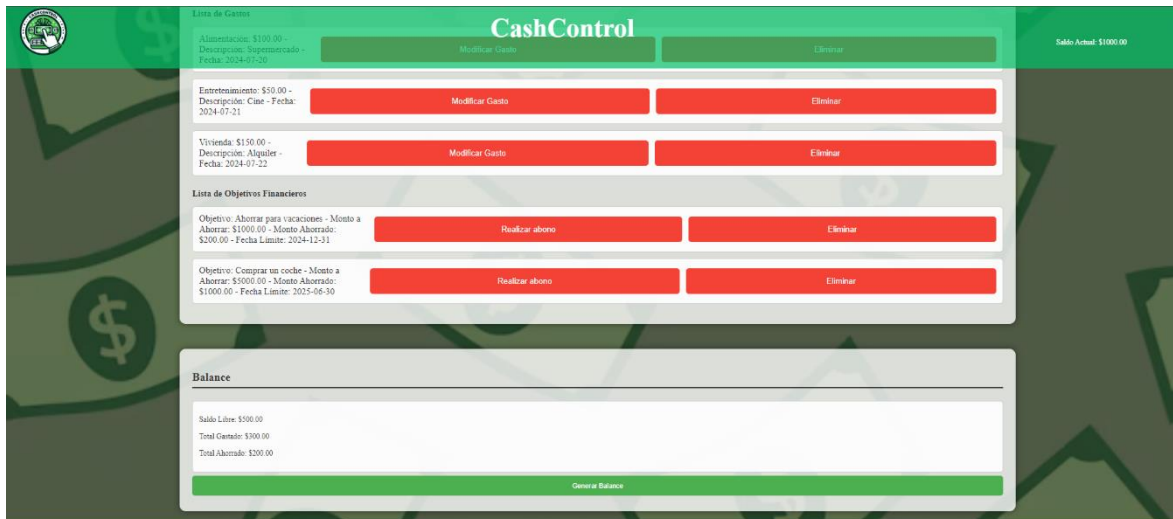 CASHCONTROL
CashControl
Saldo Actual: $1000.00
Lista de Gastos
Alimentación: $100.00 -
Descripción: Supermercado -
Fecha: 2024-07-20
Modificar Gasto
Eliminar
Entretenimiento: $50.00 -
Descripción: Cine - Fecha:
2024-07-21
Modificar Gasto
Eliminar
Vivienda: $150.00 -
Descripción: Alquiler -
Fecha: 2024-07-22
Modificar Gasto
Eliminar
Lista de Objetivos Financieros
Objetivo: Ahorrar para vacaciones - Monto a
Ahorrar: $1000.00 - Monto Ahorrado:
$200.00 - Fecha Límite: 2024-12-31
Realizar abono
Eliminar
Objetivo: Comprar un coche - Monto a
Ahorrar: $5000.00 - Monto Ahorrado:
$1000.00 - Fecha Límite: 2025-06-30
Realizar abono
Eliminar
Balance
Saldo Libre: $500.00
Total Gastado: $300.00
Total Ahorrado: $200.00
Generar Balance